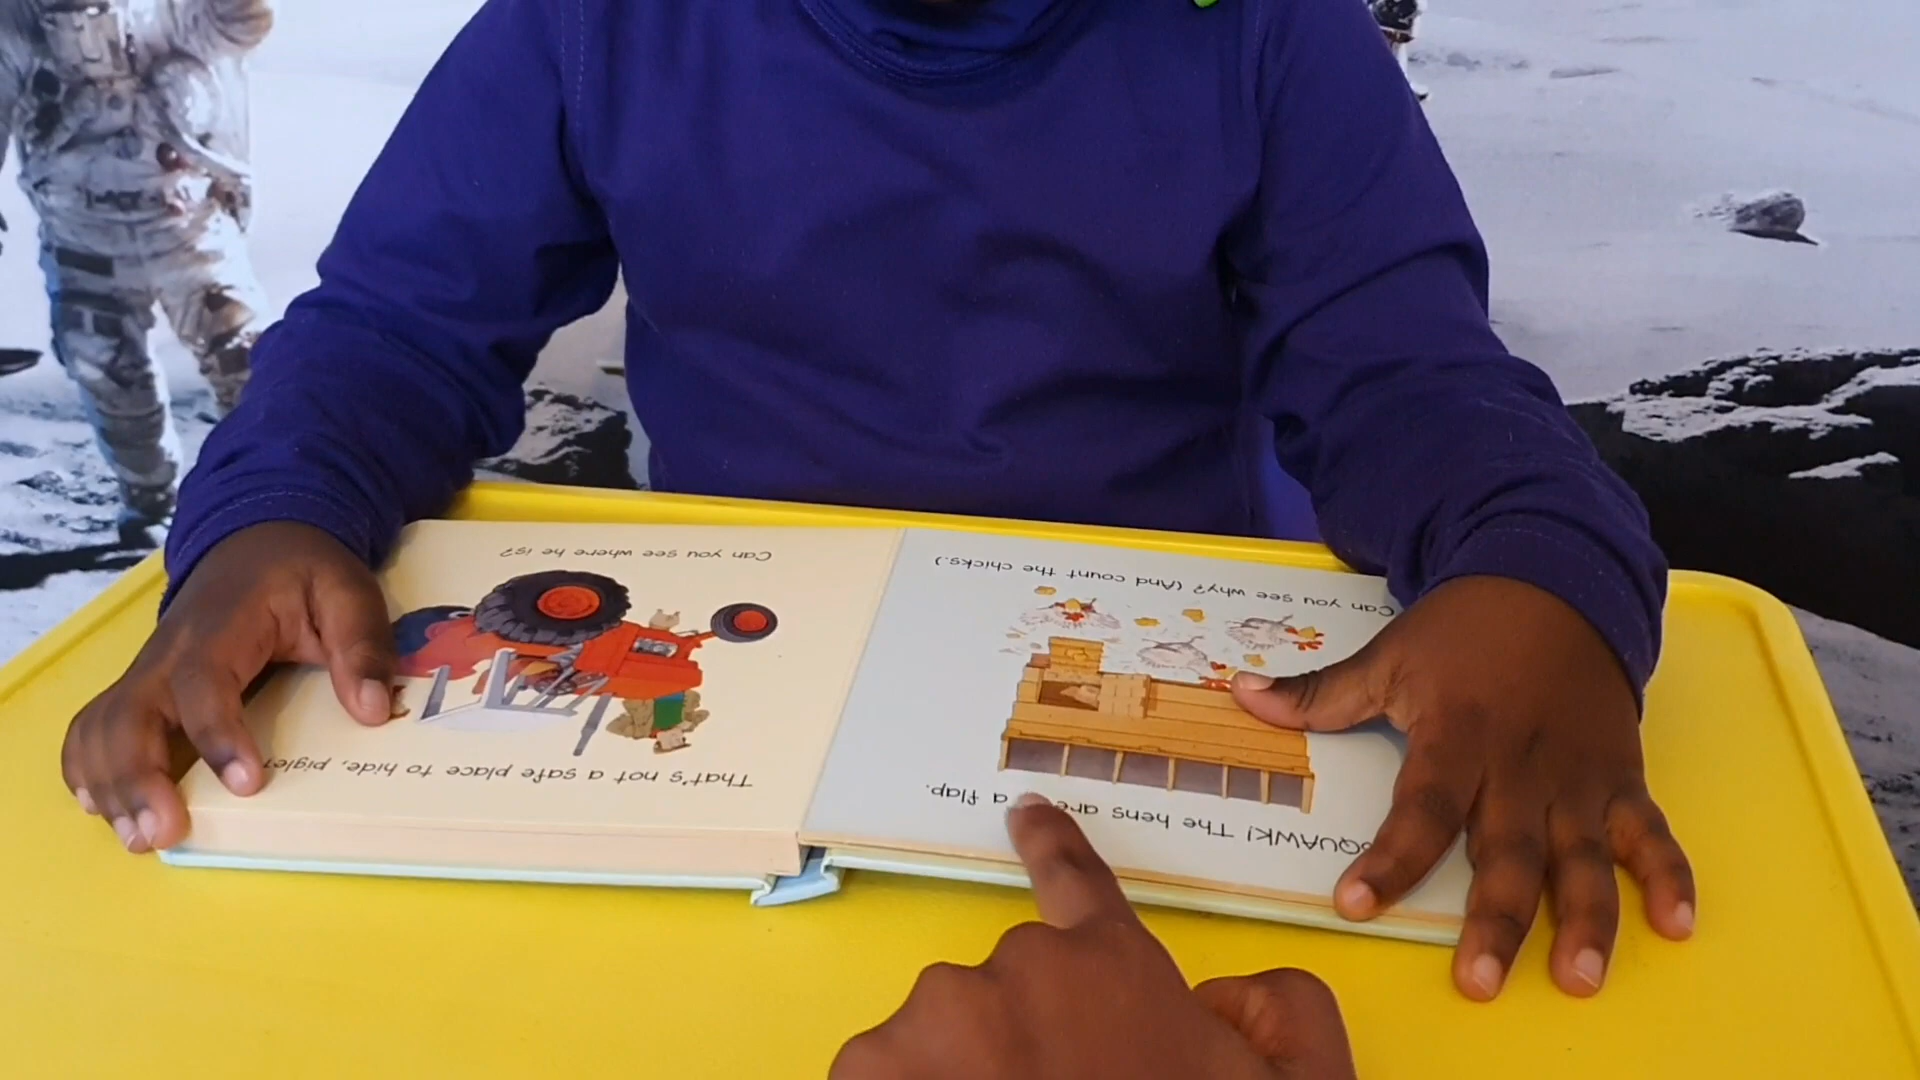 SQUAWK! The hens are a flap.
Can you see why? (And count the chicks.)
That's not a safe place to hide, piglet
Can you see where he is?